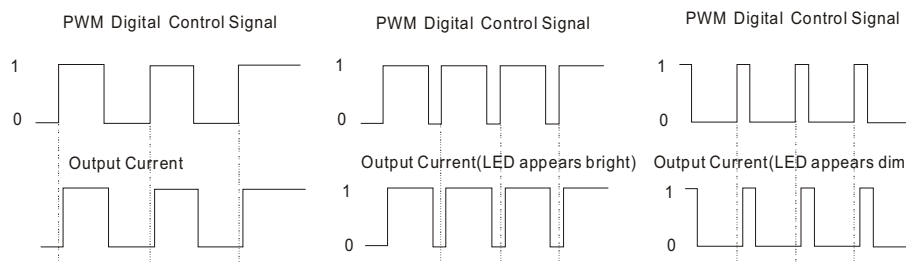 PWM Digital Control Signal
1
0
Output Current
PWM Digital Control Signal
1
0
Output Current(LED appears bright)
1
0
PWM Digital Control Signal
1
0
Output Current(LED appears dim
1
0